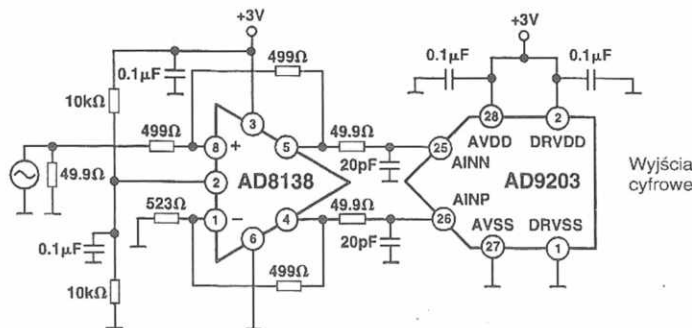 +3V
+3V
0.1µF
499Ω
0.1µF
0.1µF
10kΩ
499Ω
8
+
3
5
49.9Ω
20pF
25
AINN
28
AVDD
2
DRVDD
49.9Ω
2
AD8138
AINP
AD9203
Wyjścia
cyfrowe
523Ω
1
−
4
6
49.9Ω
20pF
26
AVSS
27
DRVSS
1
0.1µF
499Ω
10kΩ